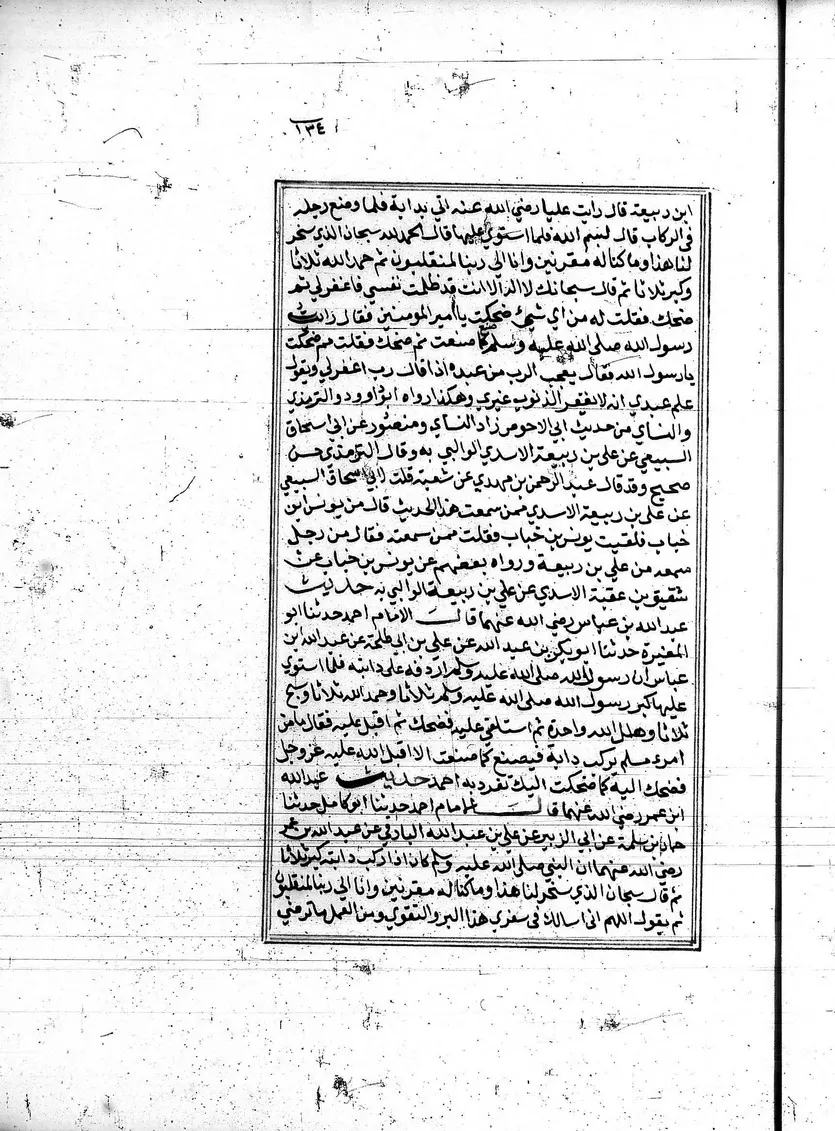 ١٣٤
ابن ربيعة قال رايت عليا رضي الله عنه اتي بدابة فلما وضع رجله
في الركاب قال بسم الله فلما استوي عليها قال الحمد لله سبحان الذي سخر
لنا هذا وما كنا له مقرنين وانا الي ربنا لمنقلبون ثم حمد الله ثلاثا
وكبر ثلاثا ثم قال سبحانك لا اله الا انت قد ظلمت نفسي فاغفر لي ثم
ضحك فقلت له من اي شيئ ضحكت يا امير المومنين فقال رايت
رسول الله صلى الله عليه وسلم كما صنعت ثم ضحك فقلت مم ضحكت
يا رسول الله فقال يعجب الرب من عبده اذا قال رب اغفر لي ويقول
علم عبدي انه لا يغفر الذنوب غيري وهكذا رواه ابو داود والترمذي
والنساي من حديث ابي الاحوص زاد النساي ومنصور عن ابي اسحاق
السبيعي عن علي بن ربيعة الاسدي الوالبي به وقال الترمذي حسن
صحيح وقد قال عبد الرحمن بن مهدي عن شعبة قلت لابي اسحاق السبيعي
عن علي بن ربيعة الاسدي ممن سمعت هذا الحديث قال من يونس ابن
خباب فلقيت يونس بن خباب فقلت ممن سمعته فقال من رجل
سمعه من علي بن ربيعة ورواه بعضهم عن يونس بن خباب عن
شقيق بن عقبة الاسدي عن علي بن ربيعة الوالبي به حديث
عبد الله بن عباس رضي الله عنهما قال الامام احمد حدثنا ابو
المغيرة حدثنا ابو بكر بن عبد الله عن علي بن ابي طلحة عن عبد الله ابن
عباس ان رسول الله صلى الله عليه وسلم اردفه على دابته فلما استوي
عليها كبر رسول الله صلى الله عليه وسلم ثلاثا وحمد الله ثلاثا وسبح
ثلاثا وهلل الله واحدة ثم استلقي عليه فضحك ثم اقبل عليه فقال ما من
امرء مسلم يركب دابة فيصنع كما صنعت الا اقبل الله عليه عز وجل
فضحك اليه كما ضحكت اليك تفرد به احمد حديث عبد الله
ابن عمر رضي الله عنهما قال الامام احمد حدثنا ابو كامل حدثنا
حماد بن سلمة عن ابي الزبير عن علي بن عبد الله البارقي عن عبد الله بن عمر
رضي الله عنهما ان النبي صلى الله عليه وسلم كان اذا ركب دابته كبر ثلاثا
ثم قال سبحان الذي سخر لنا هذا وما كنا له مقرنين وانا الي ربنا لمنقلبون
ثم يقول اللهم اني اسالك في سفري هذا البر والتقوي ومن العمل ما ترضي